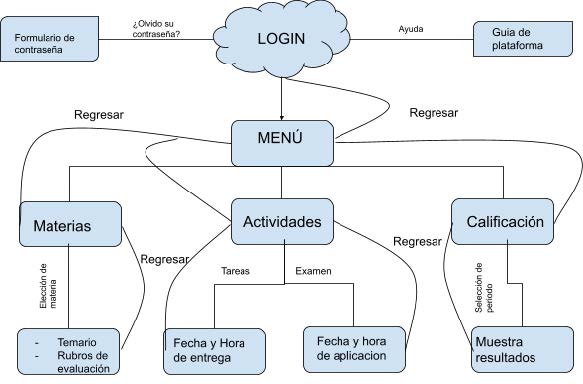 Formulario de
contraseña
¿Olvido su
contraseña?
LOGIN
Ayuda
Guia de
plataforma
Regresar
Regresar
MENÚ
Materias
Actividades
Calificación
Regresar
Regresar
Elección de
materia
Tareas
Examen
Selección de
periodo
- Temario
- Rubros de
evaluación
Fecha y Hora
de entrega
Fecha y hora
de aplicacion
Muestra
resultados